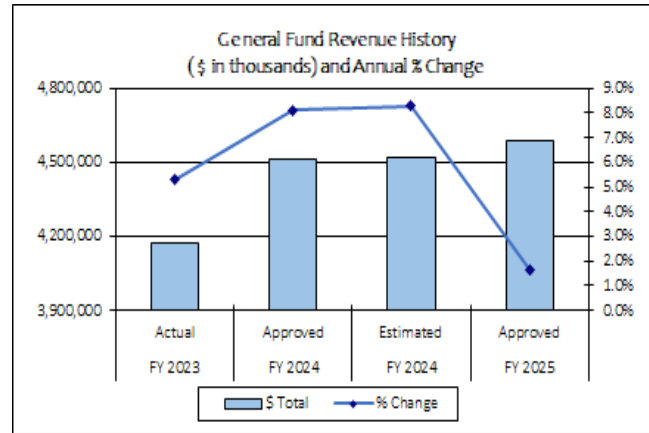 General Fund Revenue History
($ in thousands) and Annual % Change
4,800,000
4,500,000
4,200,000
3,900,000
9.0%
8.0%
7.0%
6.0%
5.0%
4.0%
3.0%
2.0%
1.0%
0.0%
Actual Approved Estimated Approved
FY 2023 FY 2024 FY 2024 FY 2025
$ Total % Change